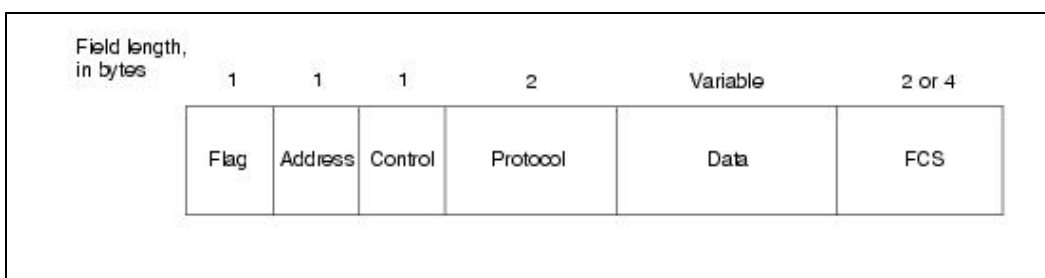 Field length,
in bytes
1 1 1 2 Variable 2 or 4
Flag Address Control Protocol Data FCS